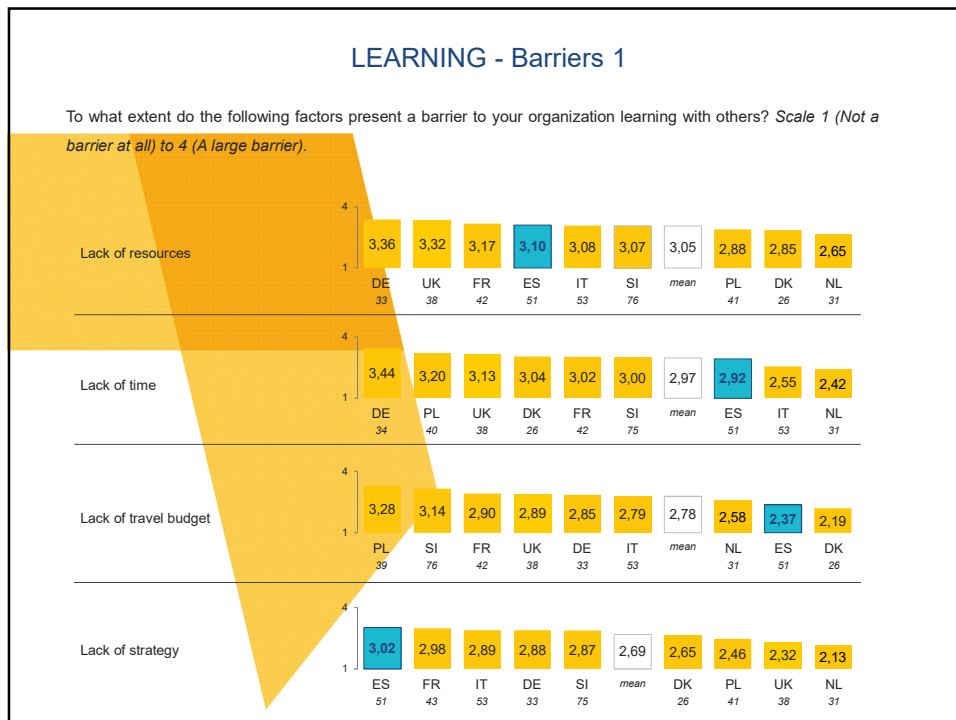 LEARNING - Barriers 1
To what extent do the following factors present a barrier to your organization learning with others? Scale 1 (Not a
barrier at all) to 4 (A large barrier).
4
Lack of resources
3,36 3,32 3,17 3,10 3,08 3,07 3,05 2,88 2,85 2,65
1
DE UK FR ES IT SI mean PL DK NL
33 38 42 51 53 76 41 26 31
4
Lack of time
3,44 3,20 3,13 3,04 3,02 3,00 2,97 2,92 2,55 2,42
1
DE PL UK DK FR SI mean ES IT NL
34 40 38 26 42 75 51 53 31
4
Lack of travel budget
3,28 3,14 2,90 2,89 2,85 2,79 2,78 2,58 2,37 2,19
1
PL SI FR UK DE IT mean NL ES DK
39 76 42 38 33 53 31 51 26
4
Lack of strategy
3,02 2,98 2,89 2,88 2,87 2,69 2,65 2,46 2,32 2,13
1
ES FR IT DE SI mean DK PL UK NL
51 43 53 33 75 26 41 38 31